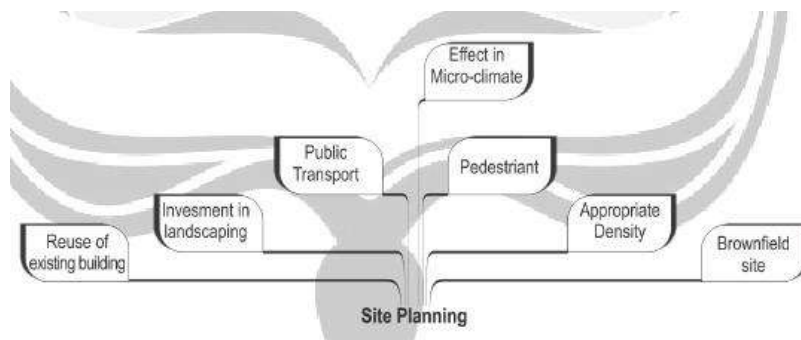 Effect in
Micro-climate
Public
Transport
Pedestriant
Invesment in
landscaping
Appropriate
Density
Reuse of
existing building
Brownfield
site
Site Planning